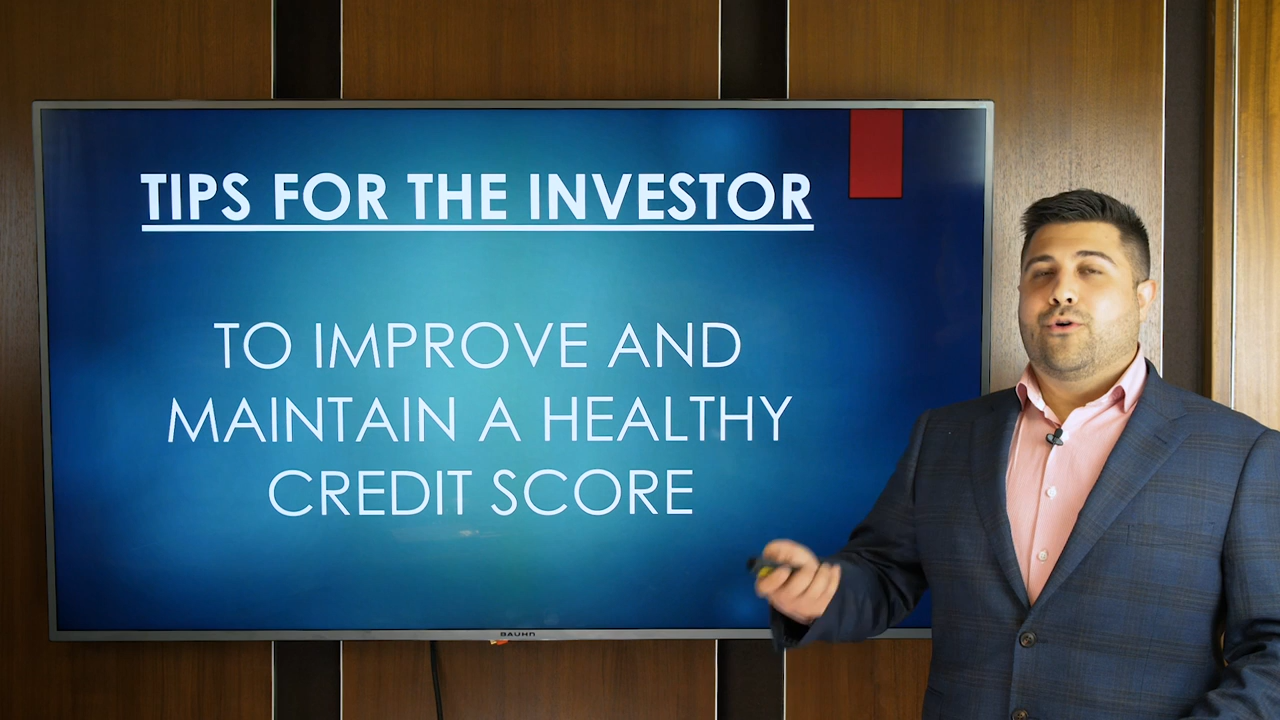 TIPS FOR THE INVESTOR
TO IMPROVE AND
MAINTAIN A HEALTHY
CREDIT SCORE
BAUHN